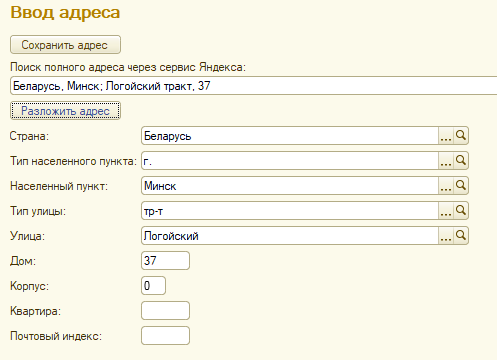 Ввод адреса
Сохранить адрес
Поиск полного адреса через сервис Яндекса:
Беларусь, Минск; Логойский тракт, 37
Разложить адрес
Страна: Беларусь ...
Тип населенного пункта: г. ...
Населенный пункт: Минск ...
Тип улицы: тр-т ...
Улица: Логойский ...
Дом: 37
Корпус: 0
Квартира:
Почтовый индекс: